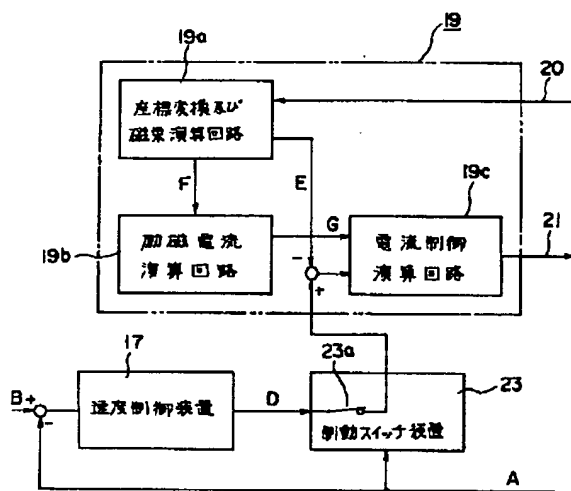 19
19a
20
座標変換及び
磁束演算回路
F
E
19c
G
励磁電流
演算回路
19b
電流制御
演算回路
21
-
+
17
23a
23
B+
-
速度制御装置
D
制動スイッチ装置
A